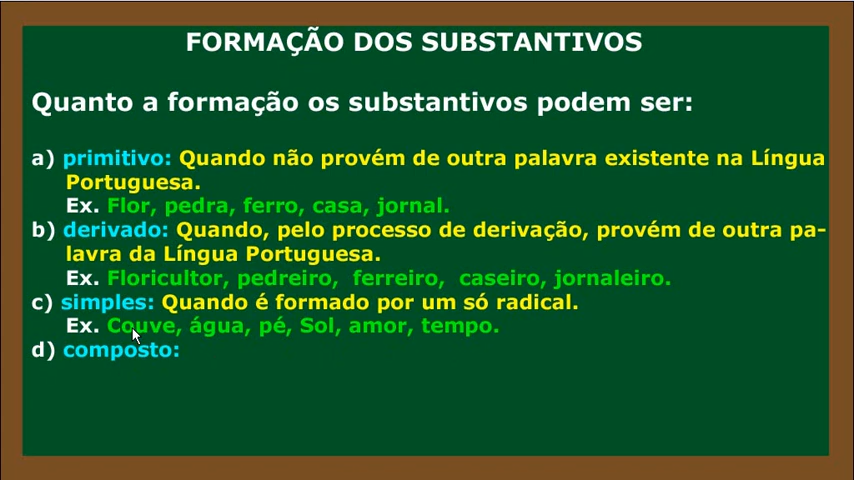 FORMAÇÃO DOS SUBSTANTIVOS
Quanto a formação os substantivos podem ser:
a) primitivo: Quando não provém de outra palavra existente na Língua
Portuguesa.
Ex. Flor, pedra, ferro, casa, jornal.
b) derivado: Quando, pelo processo de derivação, provém de outra pa-
lavra da Língua Portuguesa.
Ex. Floricultor, pedreiro, ferreiro, caseiro, jornaleiro.
c) simples: Quando é formado por um só radical.
Ex. Couve, água, pé, Sol, amor, tempo.
d) composto: